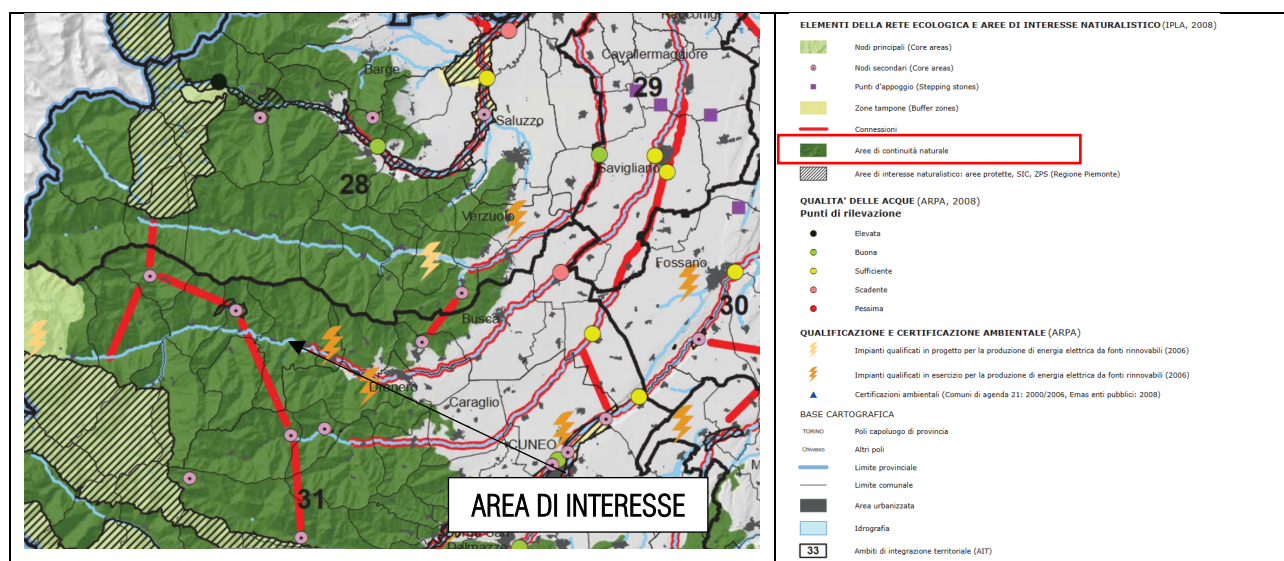 Barge
Cavallermaggiore
29
Saluzzo
28
Savigliano
Verzuolo
Fossano
30
Busca
Dronero
Caraglio
CUNEO
31
AREA DI INTERESSE
Dalmazzo
ELEMENTI DELLA RETE ECOLOGICA E AREE DI INTERESSE NATURALISTICO (IPLA, 2008)
Nodi principali (Core areas)
Nodi secondari (Core areas)
Punti d'appoggio (Stepping stones)
Zone tampone (Buffer zones)
Connessioni
Aree di continuità naturale
Aree di interesse naturalistico: aree protette, SIC, ZPS (Regione Piemonte)
QUALITA' DELLE ACQUE (ARPA, 2008)
Punti di rilevazione
Elevata
Buona
Sufficiente
Scadente
Pessima
QUALIFICAZIONE E CERTIFICAZIONE AMBIENTALE (ARPA)
Impianti qualificati in progetto per la produzione di energia elettrica da fonti rinnovabili (2006)
Impianti qualificati in esercizio per la produzione di energia elettrica da fonti rinnovabili (2006)
Certificazioni ambientali (Comuni di agenda 21: 2000/2006, Emas enti pubblici: 2008)
BASE CARTOGRAFICA
TORINO Poli capoluogo di provincia
Chivasso Altri poli
Limite provinciale
Limite comunale
Area urbanizzata
Idrografia
33 Ambiti di integrazione territoriale (AIT)